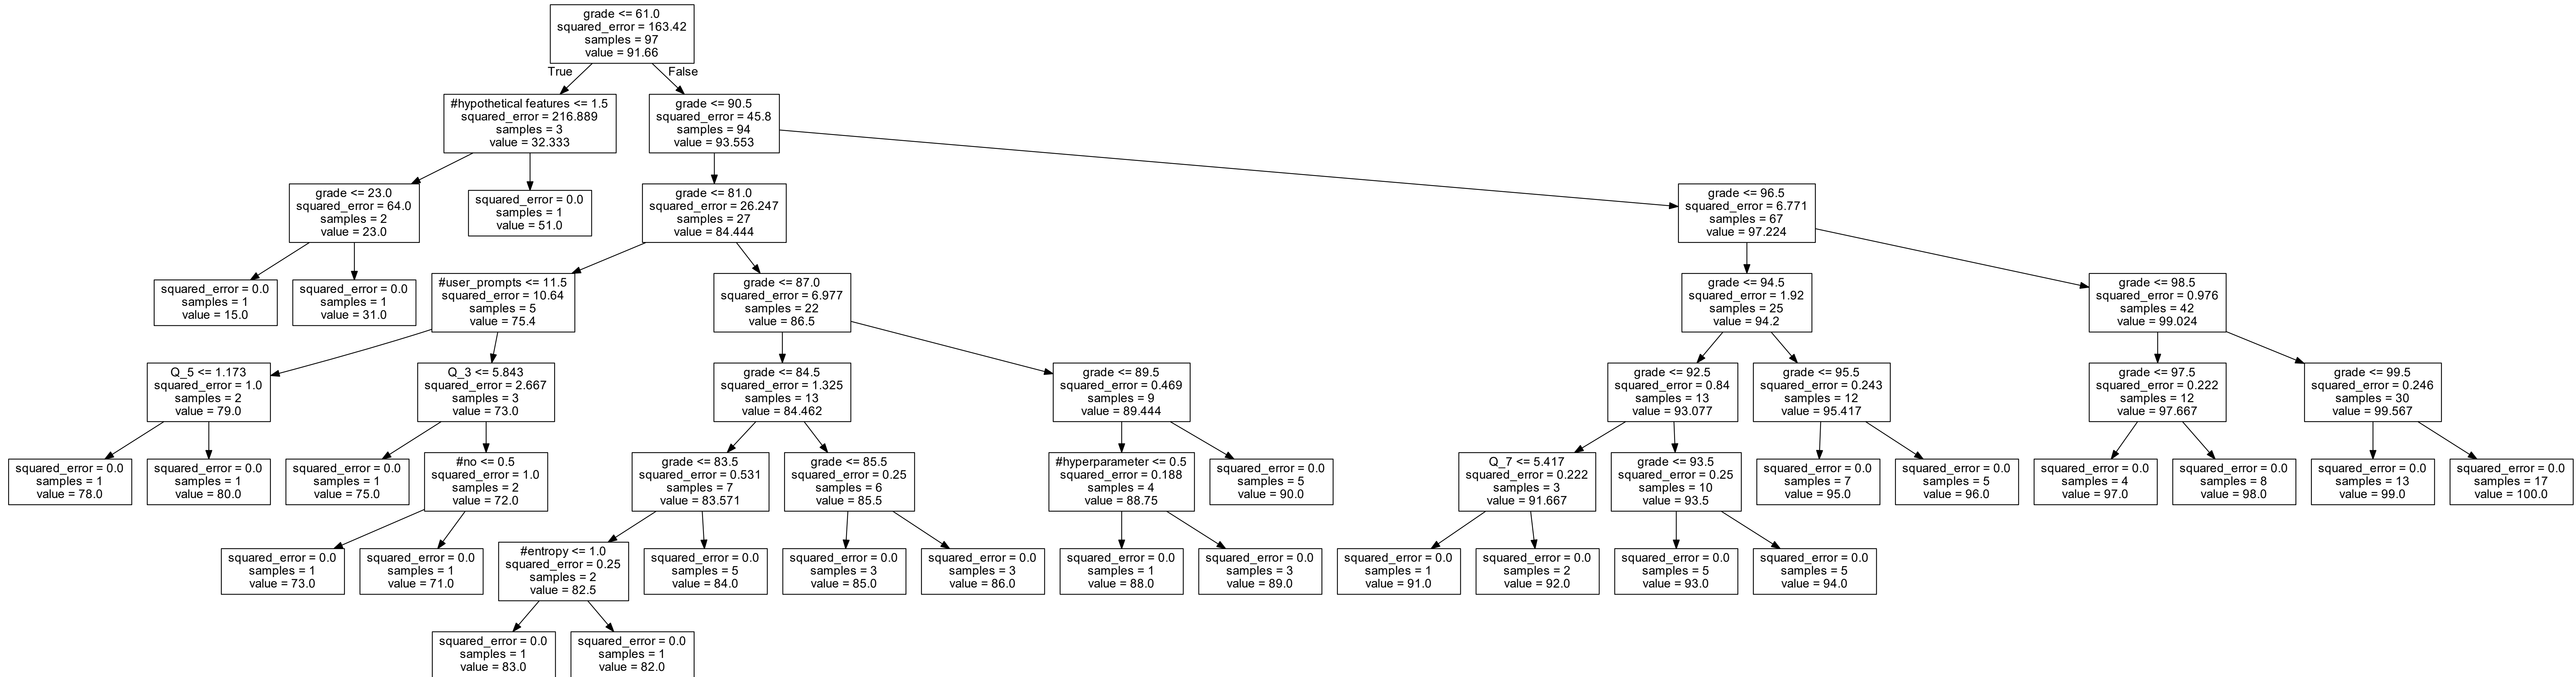 grade <= 61.0
squared_error = 163.42
samples = 97
value = 91.66
True
False
#hypothetical features <= 1.5
squared_error = 216.889
samples = 3
value = 32.333
grade <= 90.5
squared_error = 45.8
samples = 94
value = 93.553
grade <= 23.0
squared_error = 64.0
samples = 2
value = 23.0
squared_error = 0.0
samples = 1
value = 51.0
grade <= 81.0
squared_error = 26.247
samples = 27
value = 84.444
grade <= 96.5
squared_error = 6.771
samples = 67
value = 97.224
squared_error = 0.0
samples = 1
value = 15.0
squared_error = 0.0
samples = 1
value = 31.0
#user_prompts <= 11.5
squared_error = 10.64
samples = 5
value = 75.4
grade <= 87.0
squared_error = 6.977
samples = 22
value = 86.5
grade <= 94.5
squared_error = 1.92
samples = 25
value = 94.2
grade <= 98.5
squared_error = 0.976
samples = 42
value = 99.024
Q_5 <= 1.173
squared_error = 1.0
samples = 2
value = 79.0
Q_3 <= 5.843
squared_error = 2.667
samples = 3
value = 73.0
grade <= 84.5
squared_error = 1.325
samples = 13
value = 84.462
grade <= 89.5
squared_error = 0.469
samples = 9
value = 89.444
grade <= 92.5
squared_error = 0.84
samples = 13
value = 93.077
grade <= 95.5
squared_error = 0.243
samples = 12
value = 95.417
grade <= 97.5
squared_error = 0.222
samples = 12
value = 97.667
grade <= 99.5
squared_error = 0.246
samples = 30
value = 99.567
squared_error = 0.0
samples = 1
value = 78.0
squared_error = 0.0
samples = 1
value = 80.0
squared_error = 0.0
samples = 1
value = 75.0
#no <= 0.5
squared_error = 1.0
samples = 2
value = 72.0
grade <= 83.5
squared_error = 0.531
samples = 7
value = 83.571
grade <= 85.5
squared_error = 0.25
samples = 6
value = 85.5
#hyperparameter <= 0.5
squared_error = 0.188
samples = 4
value = 88.75
squared_error = 0.0
samples = 5
value = 90.0
Q_7 <= 5.417
squared_error = 0.222
samples = 3
value = 91.667
grade <= 93.5
squared_error = 0.25
samples = 10
value = 93.5
squared_error = 0.0
samples = 7
value = 95.0
squared_error = 0.0
samples = 5
value = 96.0
squared_error = 0.0
samples = 4
value = 97.0
squared_error = 0.0
samples = 8
value = 98.0
squared_error = 0.0
samples = 13
value = 99.0
squared_error = 0.0
samples = 17
value = 100.0
squared_error = 0.0
samples = 1
value = 73.0
squared_error = 0.0
samples = 1
value = 71.0
#entropy <= 1.0
squared_error = 0.25
samples = 2
value = 82.5
squared_error = 0.0
samples = 5
value = 84.0
squared_error = 0.0
samples = 3
value = 85.0
squared_error = 0.0
samples = 3
value = 86.0
squared_error = 0.0
samples = 1
value = 88.0
squared_error = 0.0
samples = 3
value = 89.0
squared_error = 0.0
samples = 1
value = 91.0
squared_error = 0.0
samples = 2
value = 92.0
squared_error = 0.0
samples = 5
value = 93.0
squared_error = 0.0
samples = 5
value = 94.0
squared_error = 0.0
samples = 1
value = 83.0
squared_error = 0.0
samples = 1
value = 82.0